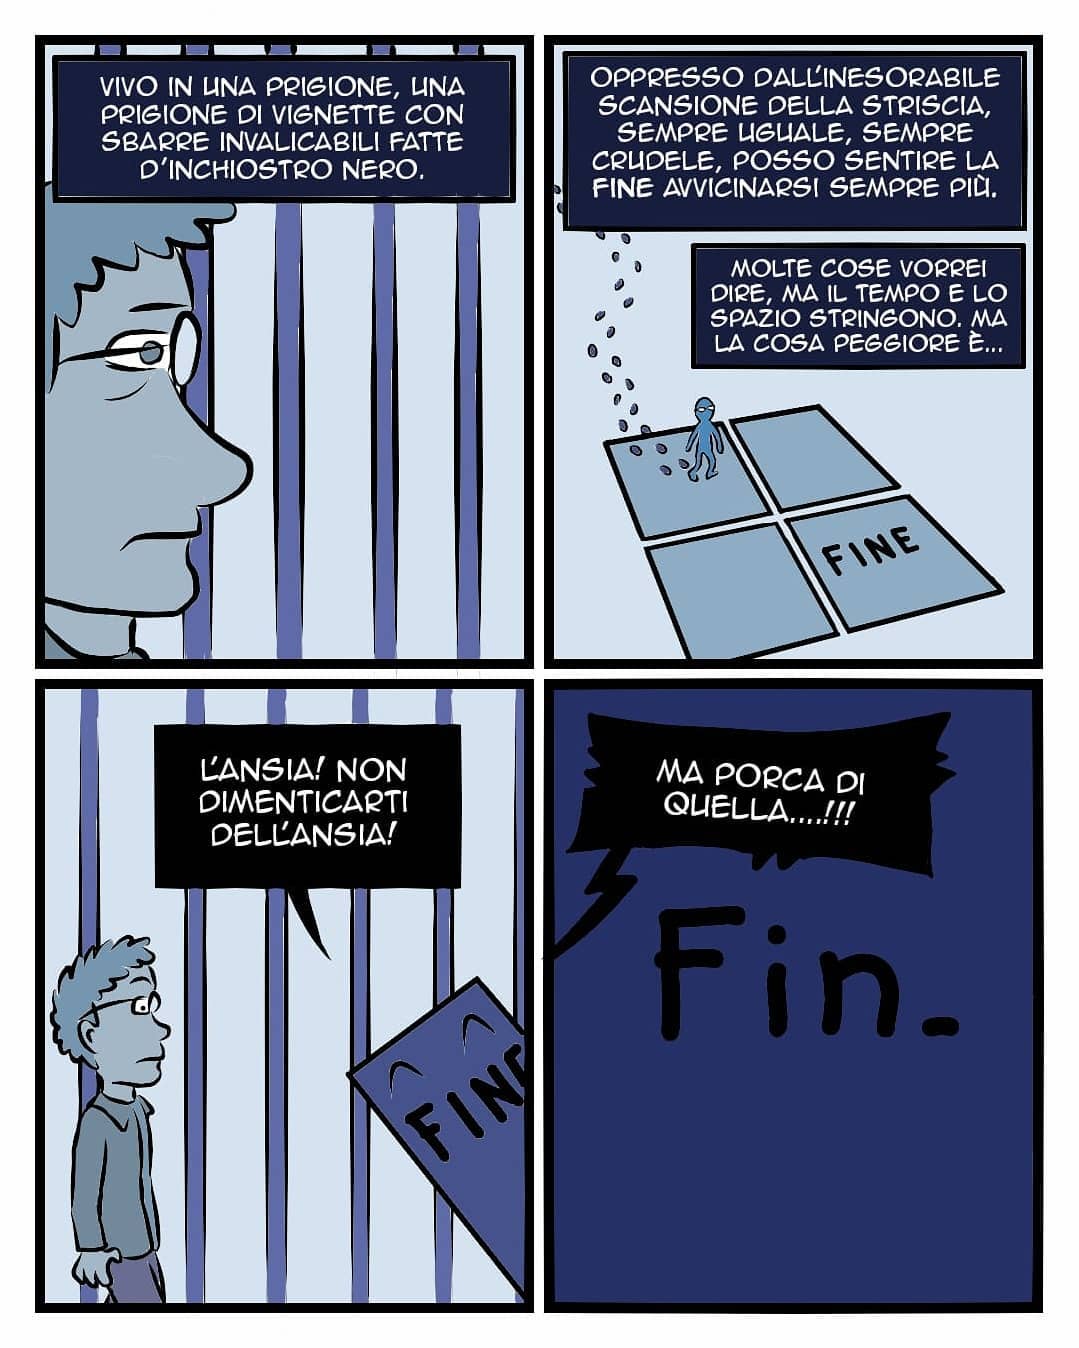 VIVO IN UNA PRIGIONE, UNA
PRIGIONE DI VIGNETTE CON
SBARRE INVALICABILI FATTE
D'INCHIOSTRO NERO.
OPPRESSO DALL'INESORABILE
SCANSIONE DELLA STRISCIA,
SEMPRE UGUALE, SEMPRE
CRUDELE, POSSO SENTIRE LA
FINE AVVICINARSI SEMPRE PIÙ.
MOLTE COSE VORREI
DIRE, MA IL TEMPO E LO
SPAZIO STRINGONO. MA
LA COSA PEGGIORE È...
FINE
L'ANSIA! NON
DIMENTICARTI
DELL'ANSIA!
FINE
MA PORCA DI
QUELLA....!!!
Fin.